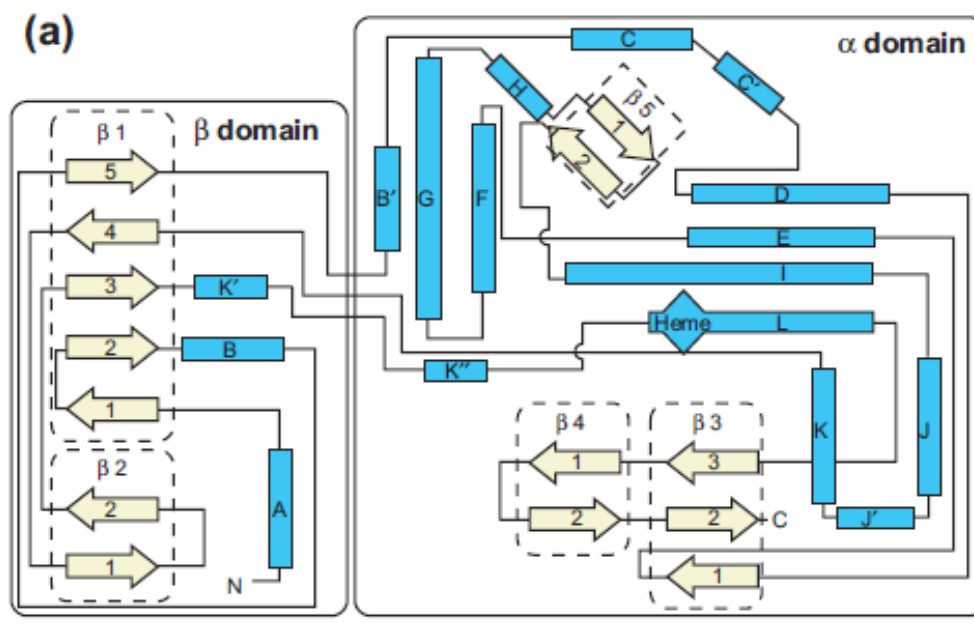 (a)
α domain
β domain
β 1
5
4
3
2
1
K′
B
β 2
2
1
A
N
B′
G
F
H
β 5
1
2
C
C′
D
E
I
Heme
L
K″
K
J
J′
β 4
1
2
β 3
3
2
C
1